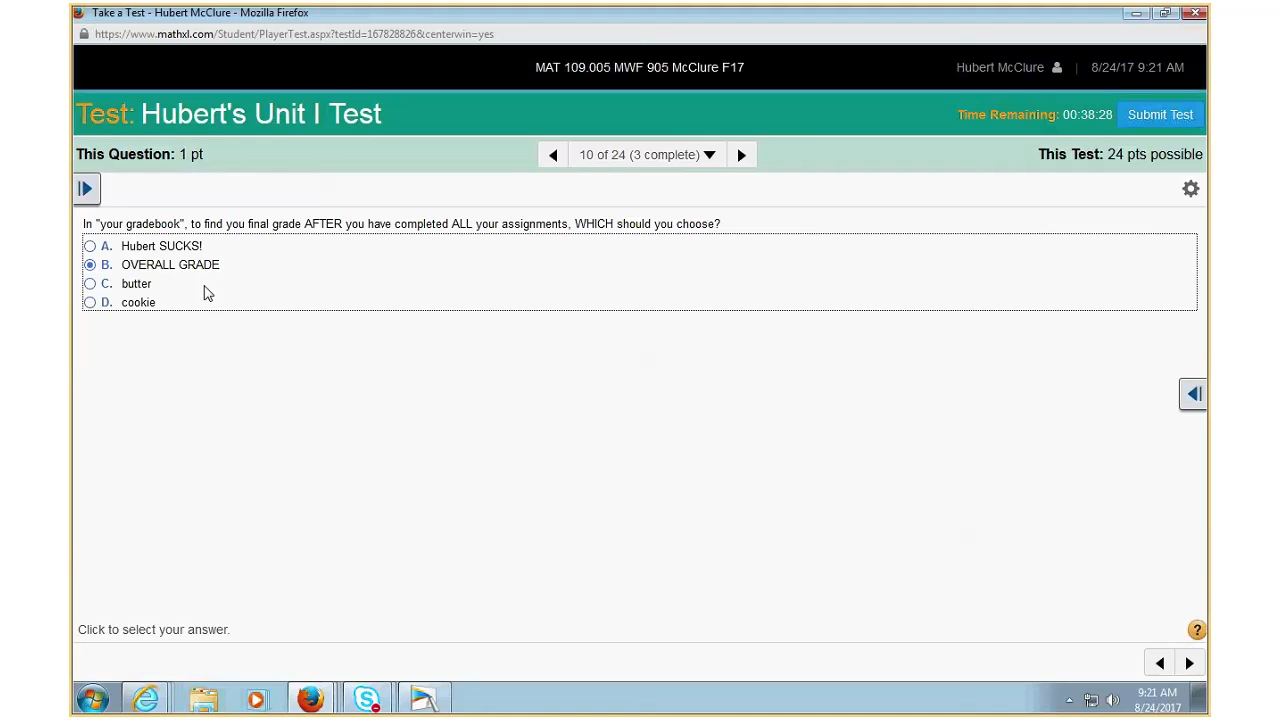 Take a Test - Hubert McClure - Mozilla Firefox
https://www.mathxl.com/Student/PlayerTest.aspx?testId=167828826&centerwin=yes
MAT 109.005 MWF 905 McClure F17
Hubert McClure | 8/24/17 9:21 AM
Test: Hubert's Unit I Test
Time Remaining: 00:38:28 Submit Test
This Question: 1 pt
10 of 24 (3 complete)
This Test: 24 pts possible
In "your gradebook", to find you final grade AFTER you have completed ALL your assignments, WHICH should you choose?
A. Hubert SUCKS!
B. OVERALL GRADE
C. butter
D. cookie
Click to select your answer.
?
9:21 AM
8/24/2017